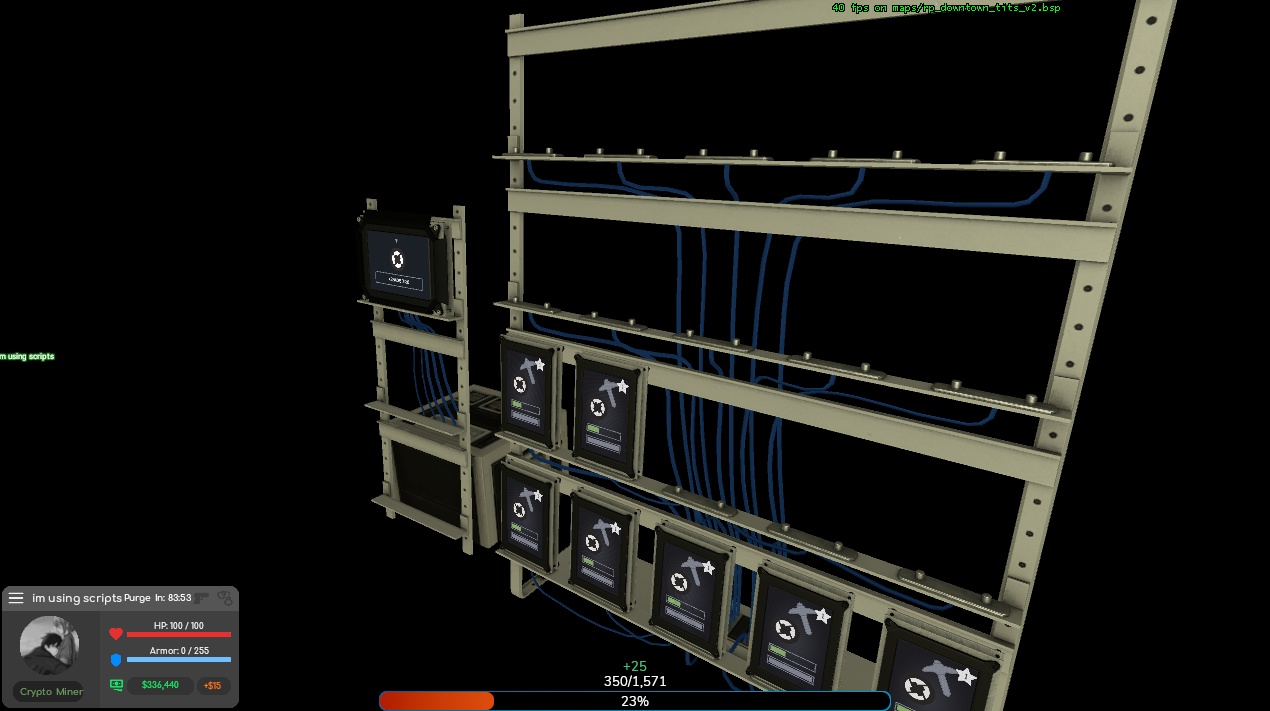 40 fps on maps/rp_downtown_tits_v2.bsp
m using scripts
im using scripts
Purge In: 83:53
HP: 100 / 100
Armor: 0 / 255
$336,440
+$15
Crypto Miner
+25
350/1,571
23%